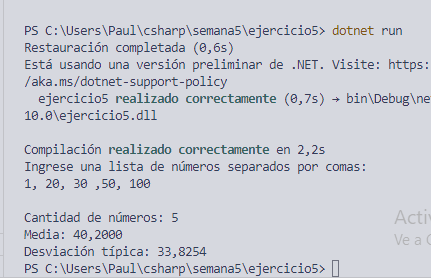 PS C:\Users\Paul\csharp\semana5\ejercicio5> dotnet run
Restauración completada (0,6s)
Está usando una versión preliminar de .NET. Visite: https:
/aka.ms/dotnet-support-policy
ejercicio5 realizado correctamente (0,7s) → bin\Debug\ne
10.0\ejercicio5.dll
Compilación realizado correctamente en 2,2s
Ingrese una lista de números separados por comas:
1, 20, 30 ,50, 100
Cantidad de números: 5
Media: 40,2000
Desviación típica: 33,8254
PS C:\Users\Paul\csharp\semana5\ejercicio5>
Activ
Ve a C